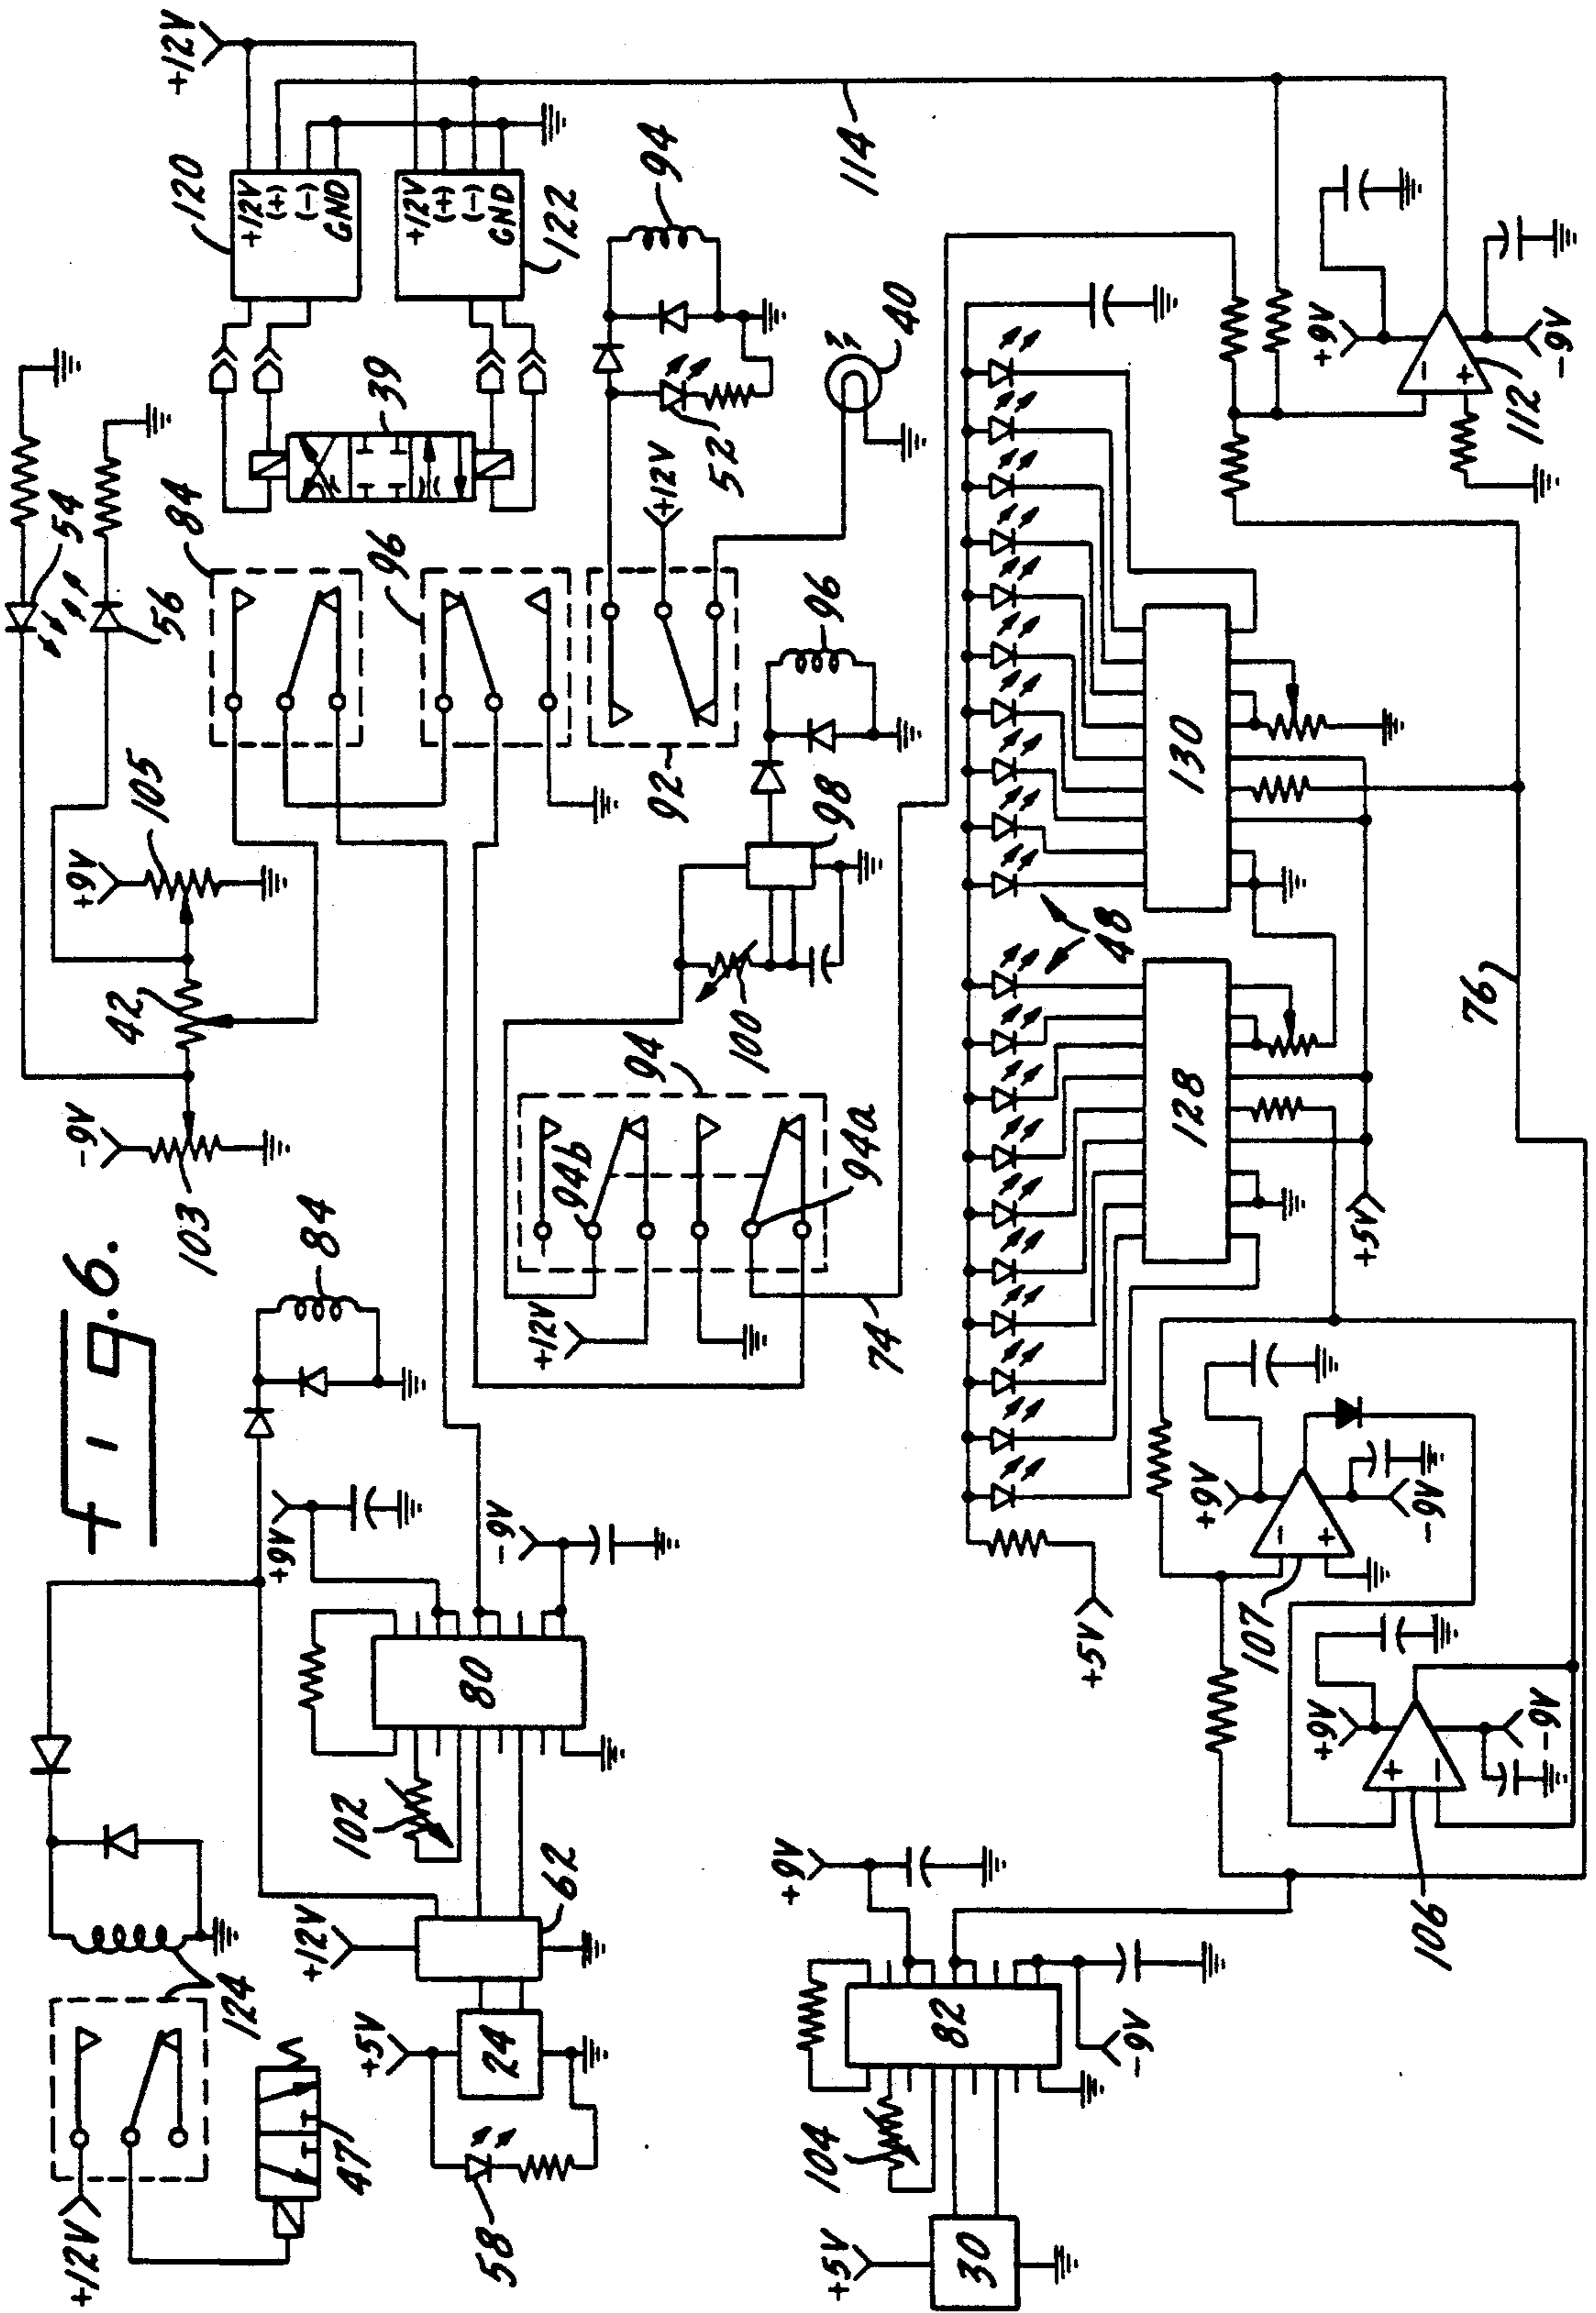 Fig. 6.
+12V
124
47
-9V
103
42
+9V
105
54
56
84
120
+12V
+12V
(+)
(-)
GND
84
+12V
+5V
24
58
62
102
80
+9V
-9V
96
39
+12V
(+)
(-)
GND
122
+12V
94b
94
94a
74
92
100
98
96
+12V
52
94
40
114
+5V
30
104
82
+9V
-9V
+5V
48
128
130
+5V
106
+9V
-9V
107
+9V
-9V
76
112
+9V
-9V